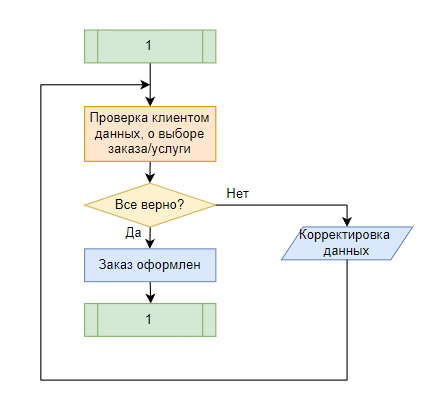 1
Проверка клиентом
данных, о выборе
заказа/услуги
Все верно?
Нет
Да
Корректировка
данных
Заказ оформлен
1